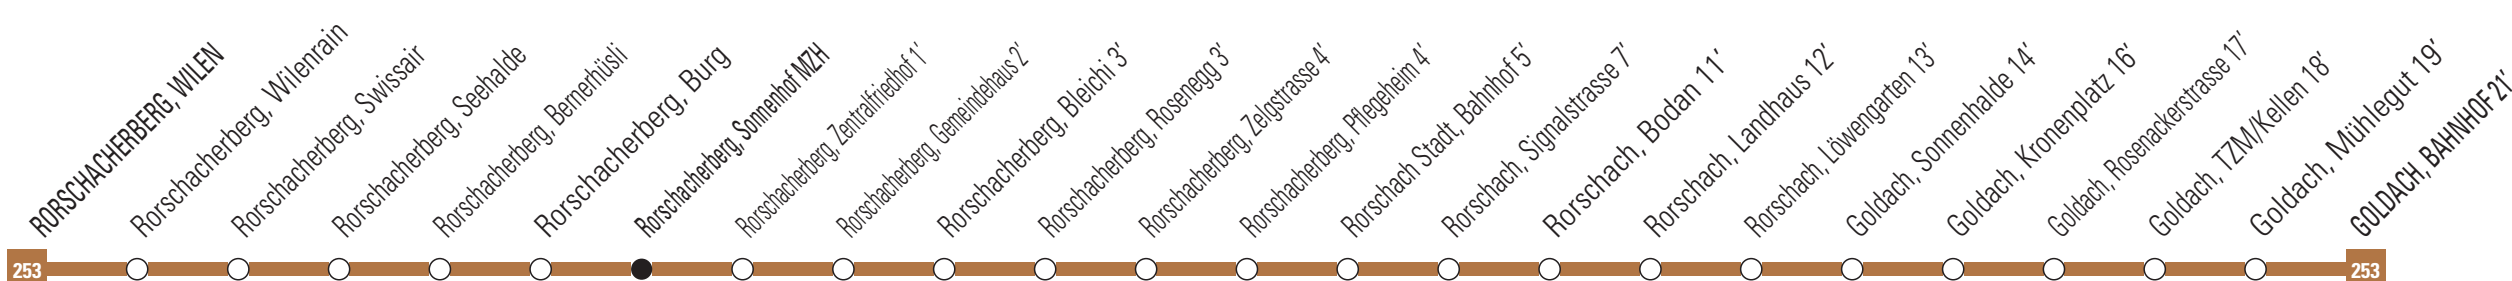 RORSCHACHERBERG, WILEN
Rorschacherberg, Wilenrain
Rorschacherberg, Swissair
Rorschacherberg, Seehalde
Rorschacherberg, Bernerhüsli
Rorschacherberg, Burg
Rorschacherberg, Sonnenhof MZH
Rorschacherberg, Zentralfriedhof 1'
Rorschacherberg, Gemeindehaus 2'
Rorschacherberg, Bleichi 3'
Rorschacherberg, Rosenegg 3'
Rorschacherberg, Zelgstrasse 4'
Rorschacherberg, Pflegeheim 4'
Rorschach Stadt, Bahnhof 5'
Rorschach, Signalstrasse 7'
Rorschach, Bodan 11'
Rorschach, Landhaus 12'
Rorschach, Löwengarten 13'
Goldach, Sonnenhalde 14'
Goldach, Kronenplatz 16'
Goldach, Rosenackerstrasse 17'
Goldach, TZM/Kellen 18'
Goldach, Mühlegut 19'
GOLDACH, BAHNHOF 21'
253
253